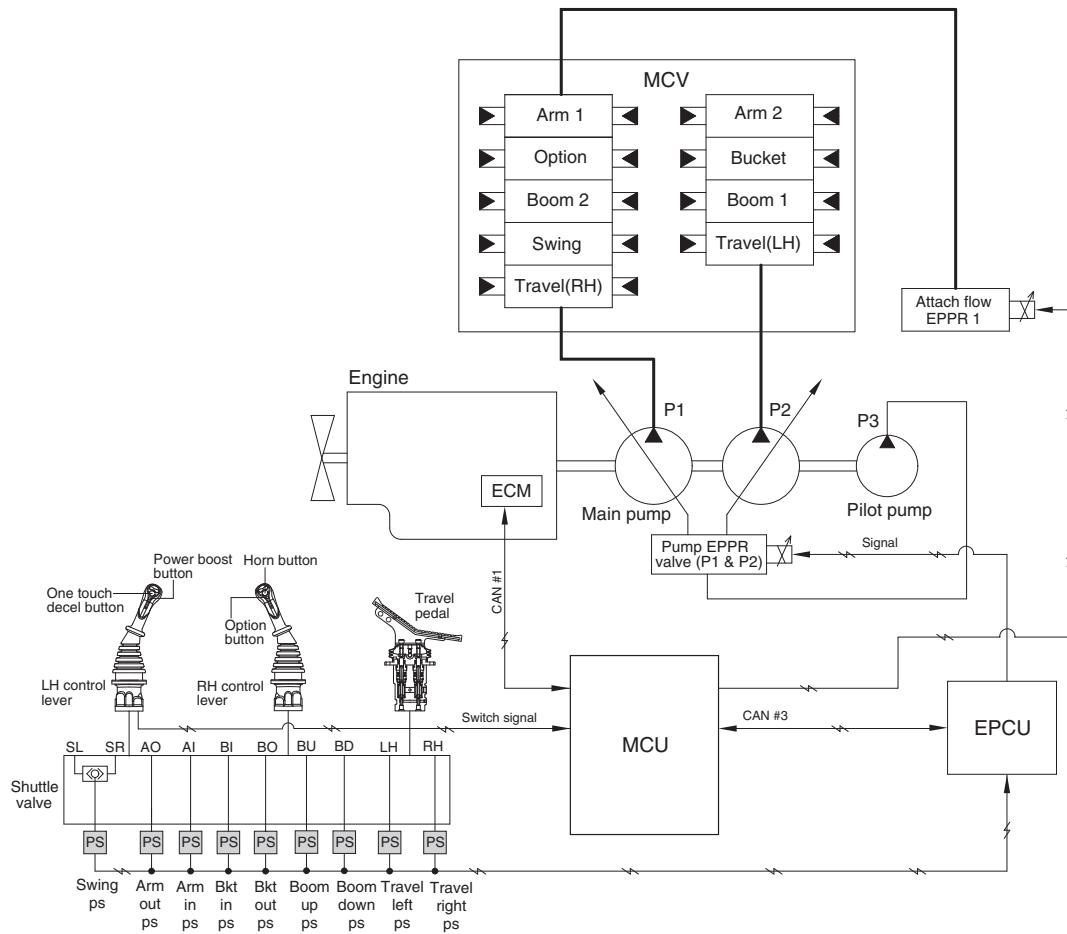 MCV
Arm 1
Option
Boom 2
Swing
Travel(RH)
Arm 2
Bucket
Boom 1
Travel(LH)
Attach flow
EPPR 1
Engine
ECM
P1
P2
P3
Main pump
Pilot pump
Pump EPPR
valve (P1 & P2)
Signal
CAN #1
Power boost
button
One touch
decel button
Horn button
Option
button
Travel
pedal
LH control
lever
RH control
lever
Switch signal
MCU
CAN #3
EPCU
SL
SR
AO
AI
BI
BO
BU
BD
LH
RH
Shuttle
valve
PS
PS
PS
PS
PS
PS
PS
PS
PS
Swing
ps
Arm
out
ps
Arm
in
ps
Bkt
in
ps
Bkt
out
ps
Boom
up
ps
Boom
down
ps
Travel
left
ps
Travel
right
ps